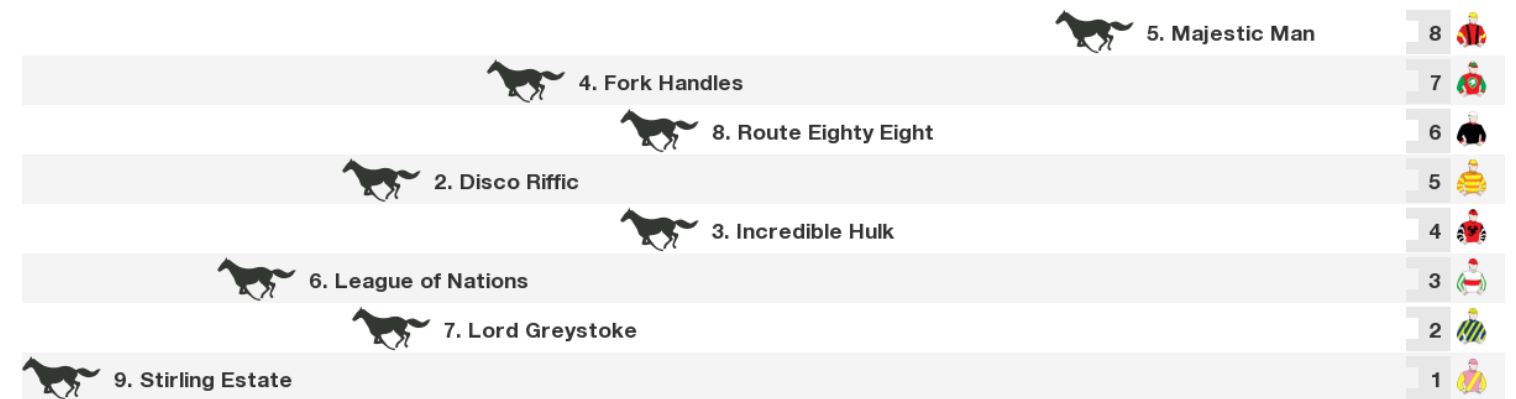 5. Majestic Man 8
4. Fork Handles 7
8. Route Eighty Eight 6
2. Disco Riffic 5
3. Incredible Hulk 4
6. League of Nations 3
7. Lord Greystoke 2
9. Stirling Estate 1